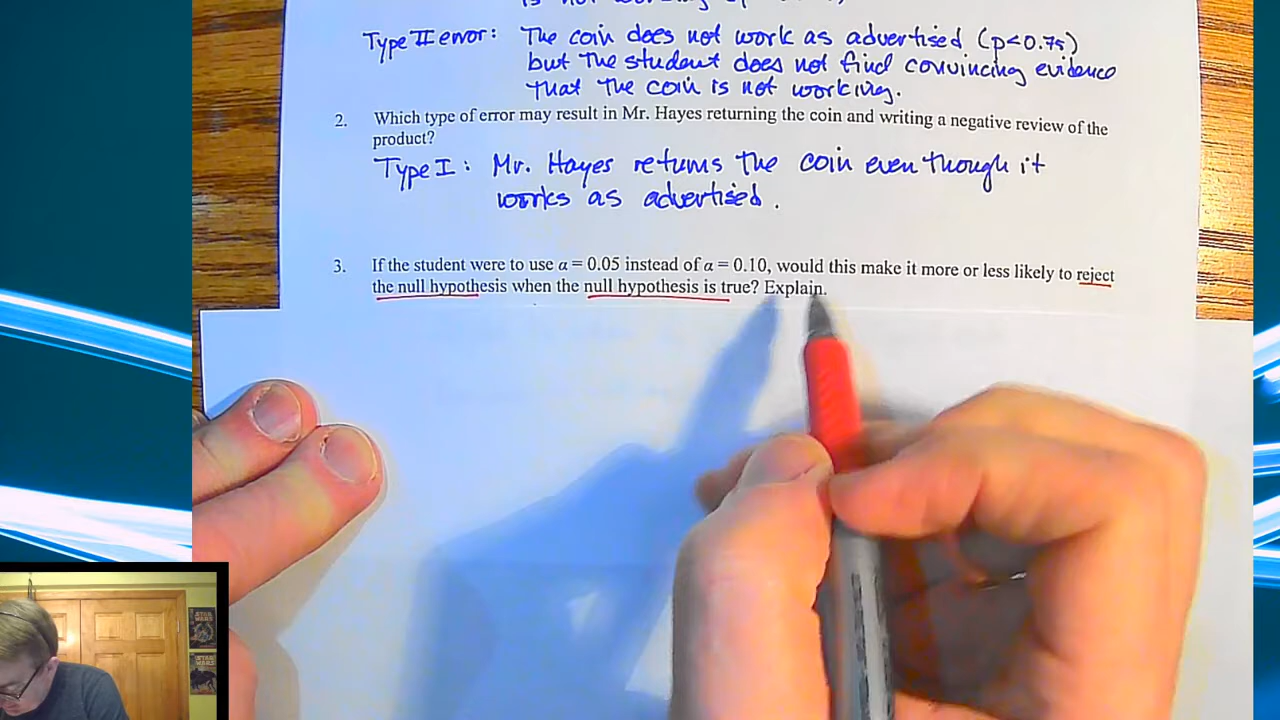 Type II error: The coin does not work as advertised (p<0.75)
but the student does not find convincing evidence
that the coin is not working.
2. Which type of error may result in Mr. Hayes returning the coin and writing a negative review of the
product?
Type I: Mr. Hayes returns the coin even though it
works as advertised.
3. If the student were to use α = 0.05 instead of α = 0.10, would this make it more or less likely to reject
the null hypothesis when the null hypothesis is true? Explain.
STAR
WARS
STAR
WARS